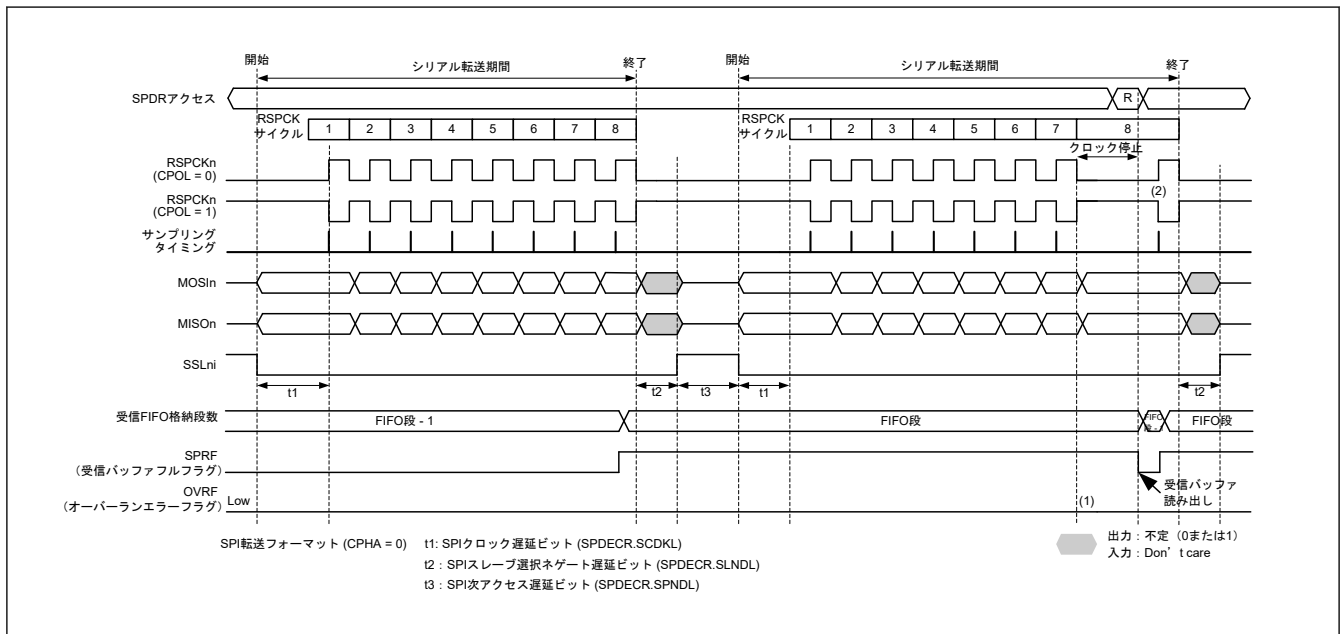 開始
シリアル転送期間
終了
開始
シリアル転送期間
終了
SPDRアクセス
R
RSPCK
サイクル
1 2 3 4 5 6 7 8
RSPCK
サイクル
1 2 3 4 5 6 7 8
クロック停止
RSPCKn
(CPOL = 0)
RSPCKn
(CPOL = 1)
(2)
サンプリング
タイミング
MOSIn
MISOn
SSLni
t1
t2
t3
t1
t2
受信FIFO格納段数
FIFO段 - 1
FIFO段
FIFO
段 - 1
FIFO段
SPRF
(受信バッファフルフラグ)
受信バッファ
読み出し
OVRF
(オーバーランエラーフラグ)
Low
(1)
SPI転送フォーマット (CPHA = 0)
t1: SPIクロック遅延ビット (SPDECR.SCDKL)
t2 : SPIスレーブ選択ネゲート遅延ビット (SPDECR.SLNDL)
t3 : SPI次アクセス遅延ビット (SPDECR.SPNDL)
出力 : 不定（0または1）
入力 : Don’t care